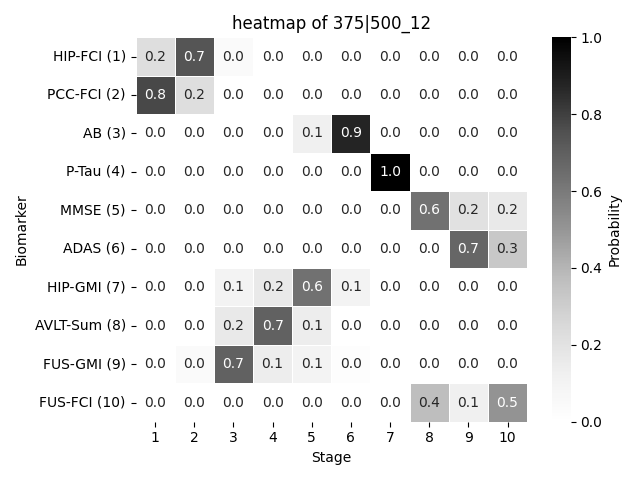 heatmap of 375|500_12
HIP-FCI (1) 0.2 0.7 0.0 0.0 0.0 0.0 0.0 0.0 0.0 0.0
PCC-FCI (2) 0.8 0.2 0.0 0.0 0.0 0.0 0.0 0.0 0.0 0.0
AB (3) 0.0 0.0 0.0 0.0 0.1 0.9 0.0 0.0 0.0 0.0
P-Tau (4) 0.0 0.0 0.0 0.0 0.0 0.0 1.0 0.0 0.0 0.0
MMSE (5) 0.0 0.0 0.0 0.0 0.0 0.0 0.0 0.6 0.2 0.2
ADAS (6) 0.0 0.0 0.0 0.0 0.0 0.0 0.0 0.0 0.7 0.3
HIP-GMI (7) 0.0 0.0 0.1 0.2 0.6 0.1 0.0 0.0 0.0 0.0
AVLT-Sum (8) 0.0 0.0 0.2 0.7 0.1 0.0 0.0 0.0 0.0 0.0
FUS-GMI (9) 0.0 0.0 0.7 0.1 0.1 0.0 0.0 0.0 0.0 0.0
FUS-FCI (10) 0.0 0.0 0.0 0.0 0.0 0.0 0.0 0.4 0.1 0.5
1 2 3 4 5 6 7 8 9 10
Stage
Biomarker
1.0
0.8
0.6
0.4
0.2
0.0
Probability